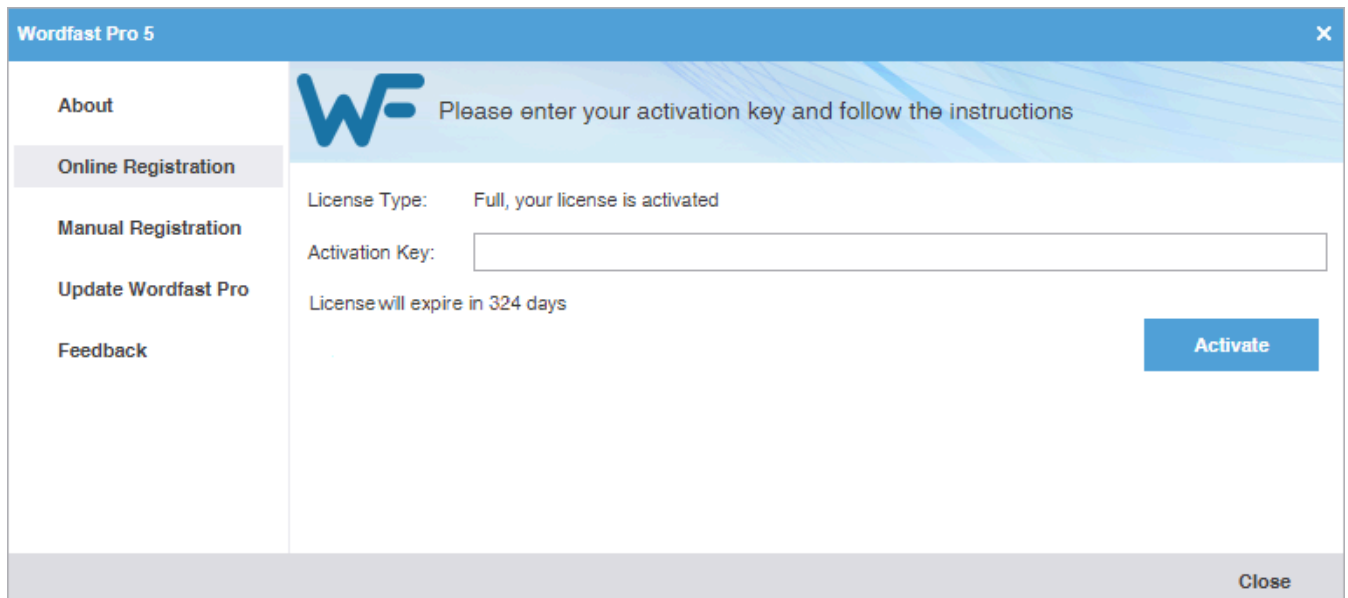 Wordfast Pro 5
About
Online Registration
Manual Registration
Update Wordfast Pro
Feedback
WF
Please enter your activation key and follow the instructions
License Type: Full, your license is activated
Activation Key:
License will expire in 324 days
Activate
Close